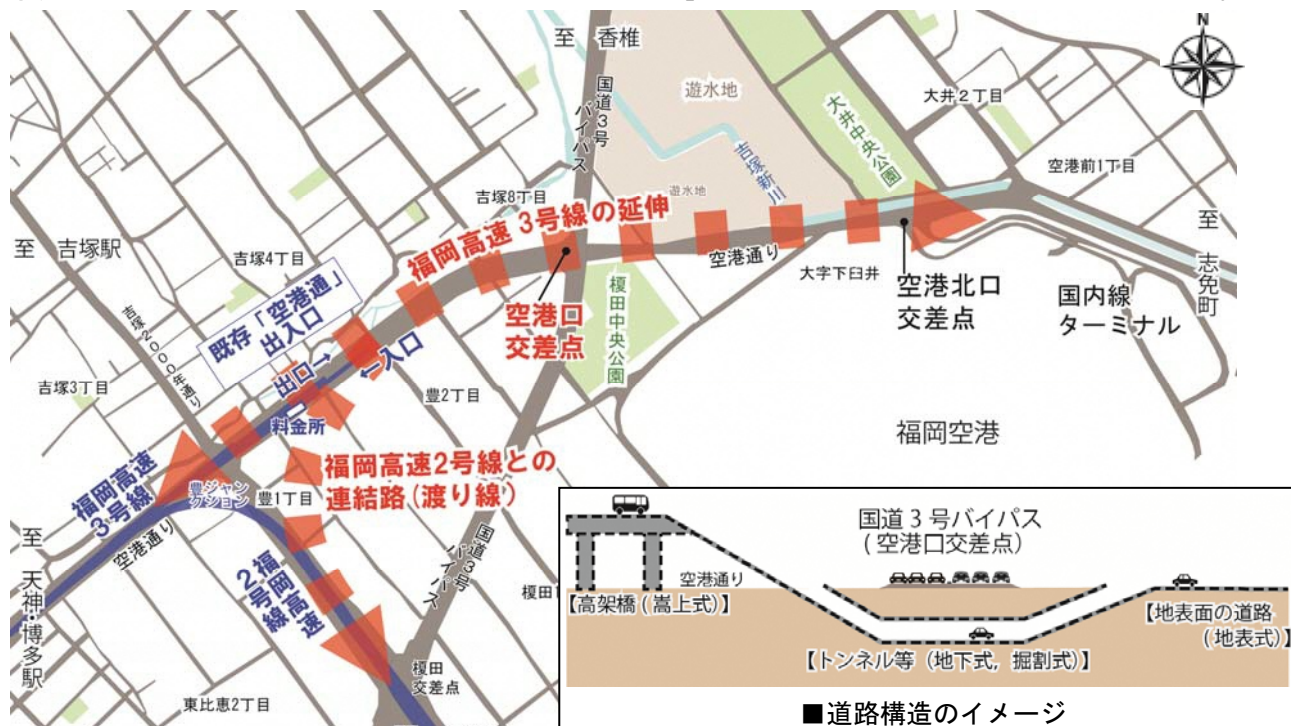 至 香椎
N
国道3号
バイパス
遊水地
大井中央公園
大井2丁目
吉塚新川
遊水地
空港前1丁目
吉塚8丁目
至 吉塚駅
福岡高速 3号線の延伸
吉塚4丁目
空港通り
大字下臼井
至 志免町
既存「空港通」
出入口
空港口
交差点
榎田中央公園
空港北口
交差点
国内線
ターミナル
吉塚2000年通り
出口→
←入口
吉塚3丁目
豊2丁目
料金所
福岡空港
福岡高速2号線との
連結路(渡り線)
福岡高速
3号線
豊ジャン
クション
豊1丁目
至 天神・博多駅
空港通り
国道3号
バイパス
福岡高速
2号線
榎田1
榎田
交差点
東比恵2丁目
国道3号バイパス
(空港口交差点)
空港通り
【高架橋(嵩上式)】
【地表面の道路
(地表式)】
【トンネル等(地下式,掘割式)】
■道路構造のイメージ